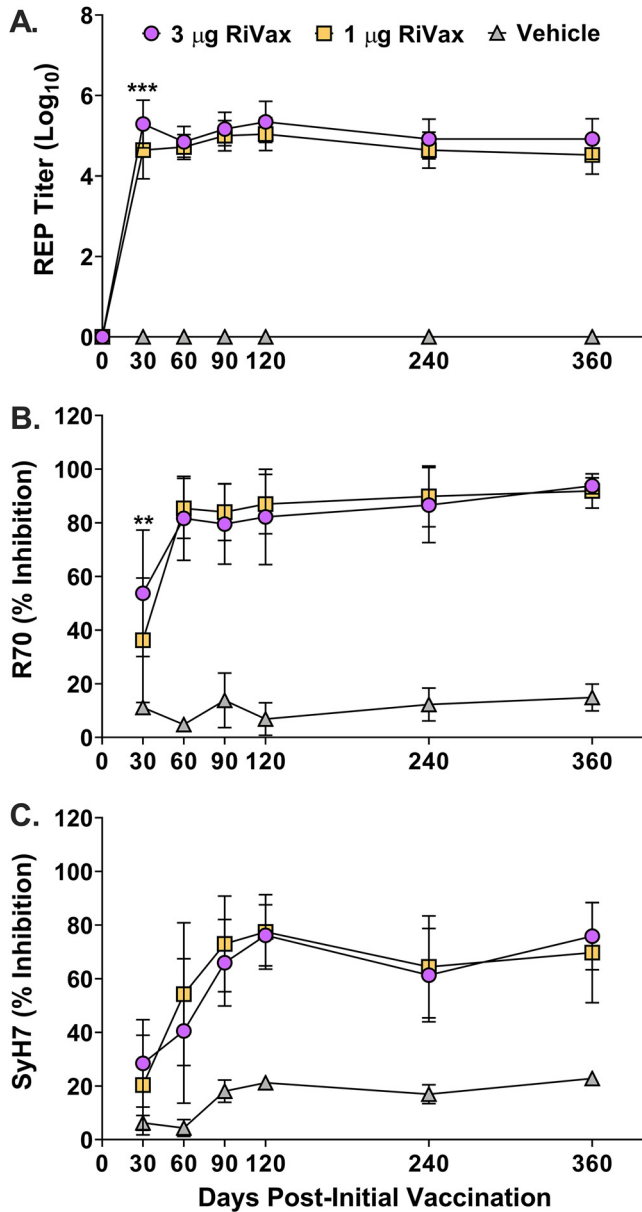 A.
3 μg RiVax 1 μg RiVax Vehicle
***
REP Titer (Log10)
8
6
4
2
0
0 30 60 90 120 240 360
B.
**
R70 (% Inhibition)
120
100
80
60
40
20
0
0 30 60 90 120 240 360
C.
SyH7 (% Inhibition)
120
100
80
60
40
20
0
0 30 60 90 120 240 360
Days Post-Initial Vaccination